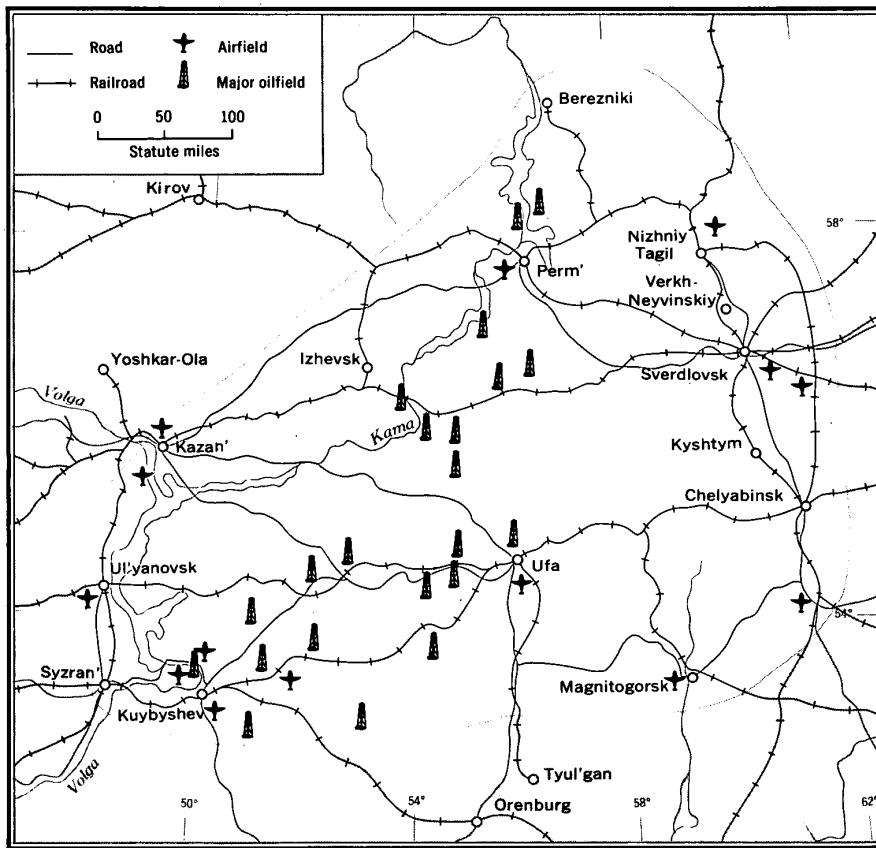 Road
Airfield
Railroad
Major oilfield
0 50 100
Statute miles
Berezniki
Kirov
58°
Nizhniy
Tagil
Perm'
Verkh-
Neyvinskiy
Yoshkar-Ola
Izhevsk
Sverdlovsk
Volga
Kama
Kazan'
Kyshtym
Chelyabinsk
Ul'yanovsk
Ufa
54°
Syzran'
Magnitogorsk
Kuybyshev
Volga
Tyul'gan
50°
54°
58°
62°
Orenburg